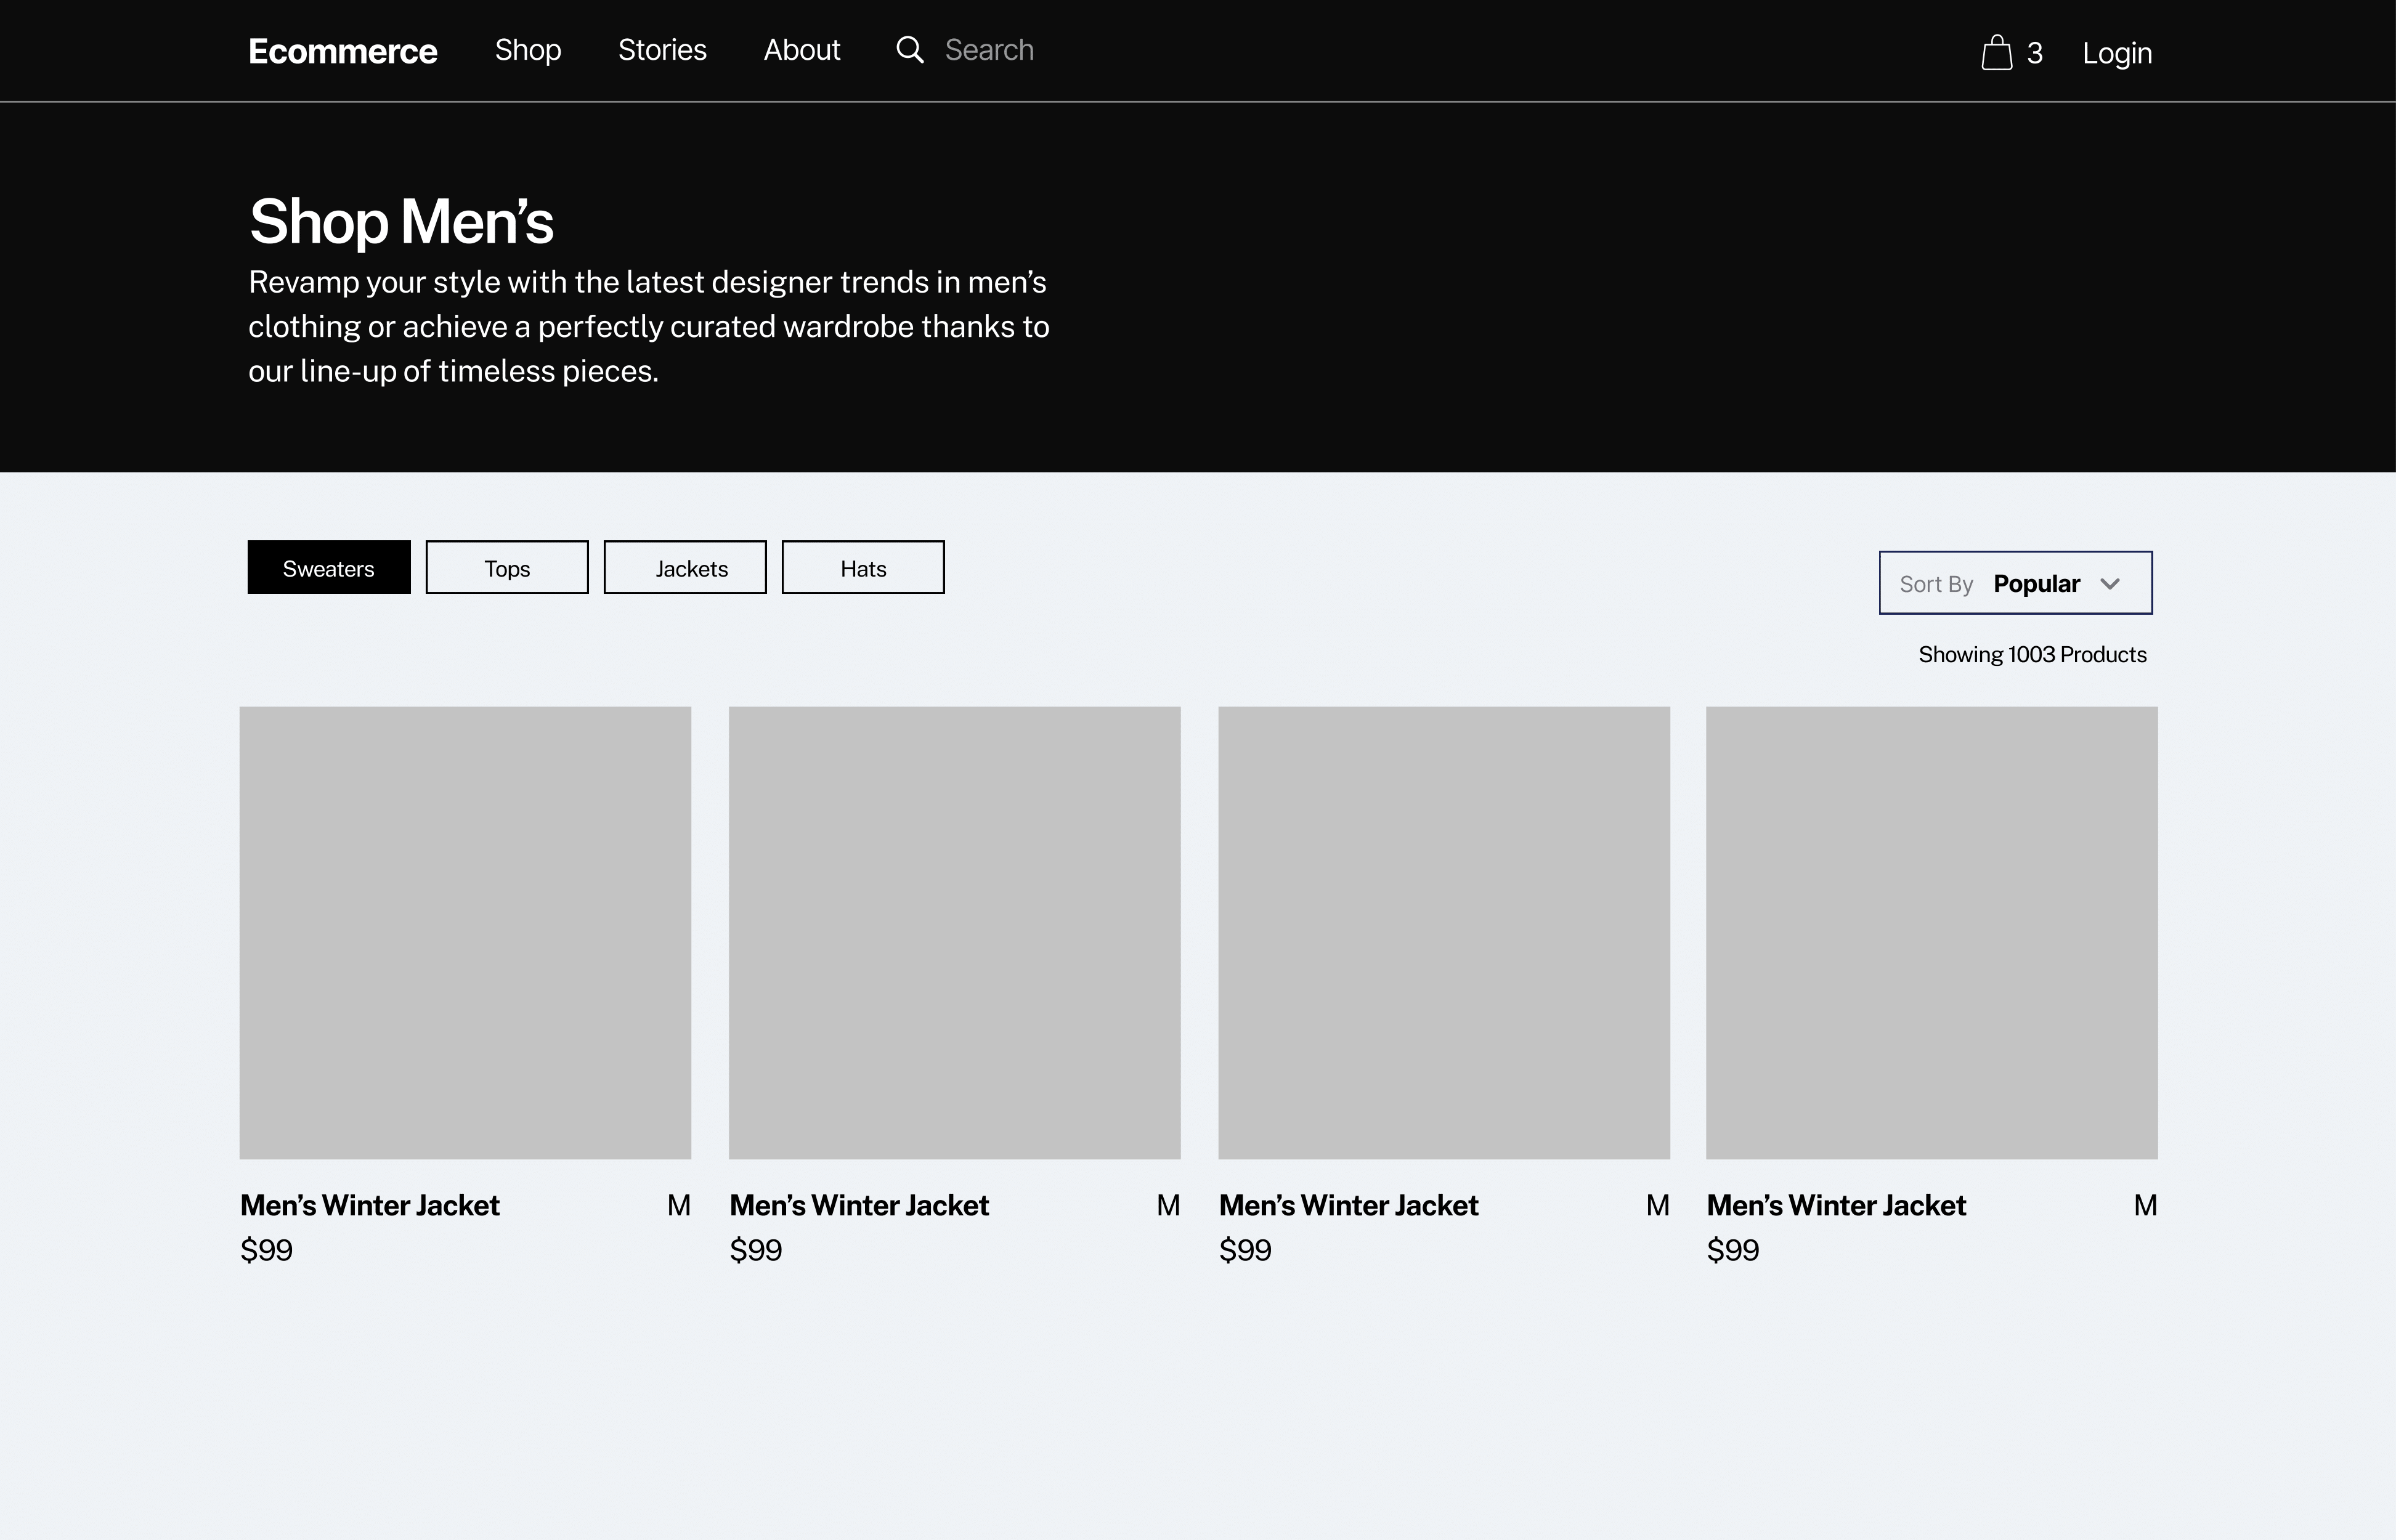 Ecommerce Shop Stories About Search 3 Login
Shop Men’s
Revamp your style with the latest designer trends in men’s
clothing or achieve a perfectly curated wardrobe thanks to
our line-up of timeless pieces.
Sweaters Tops Jackets Hats
Sort By Popular
Showing 1003 Products
Men’s Winter Jacket M Men’s Winter Jacket M Men’s Winter Jacket M Men’s Winter Jacket M
$99 $99 $99 $99